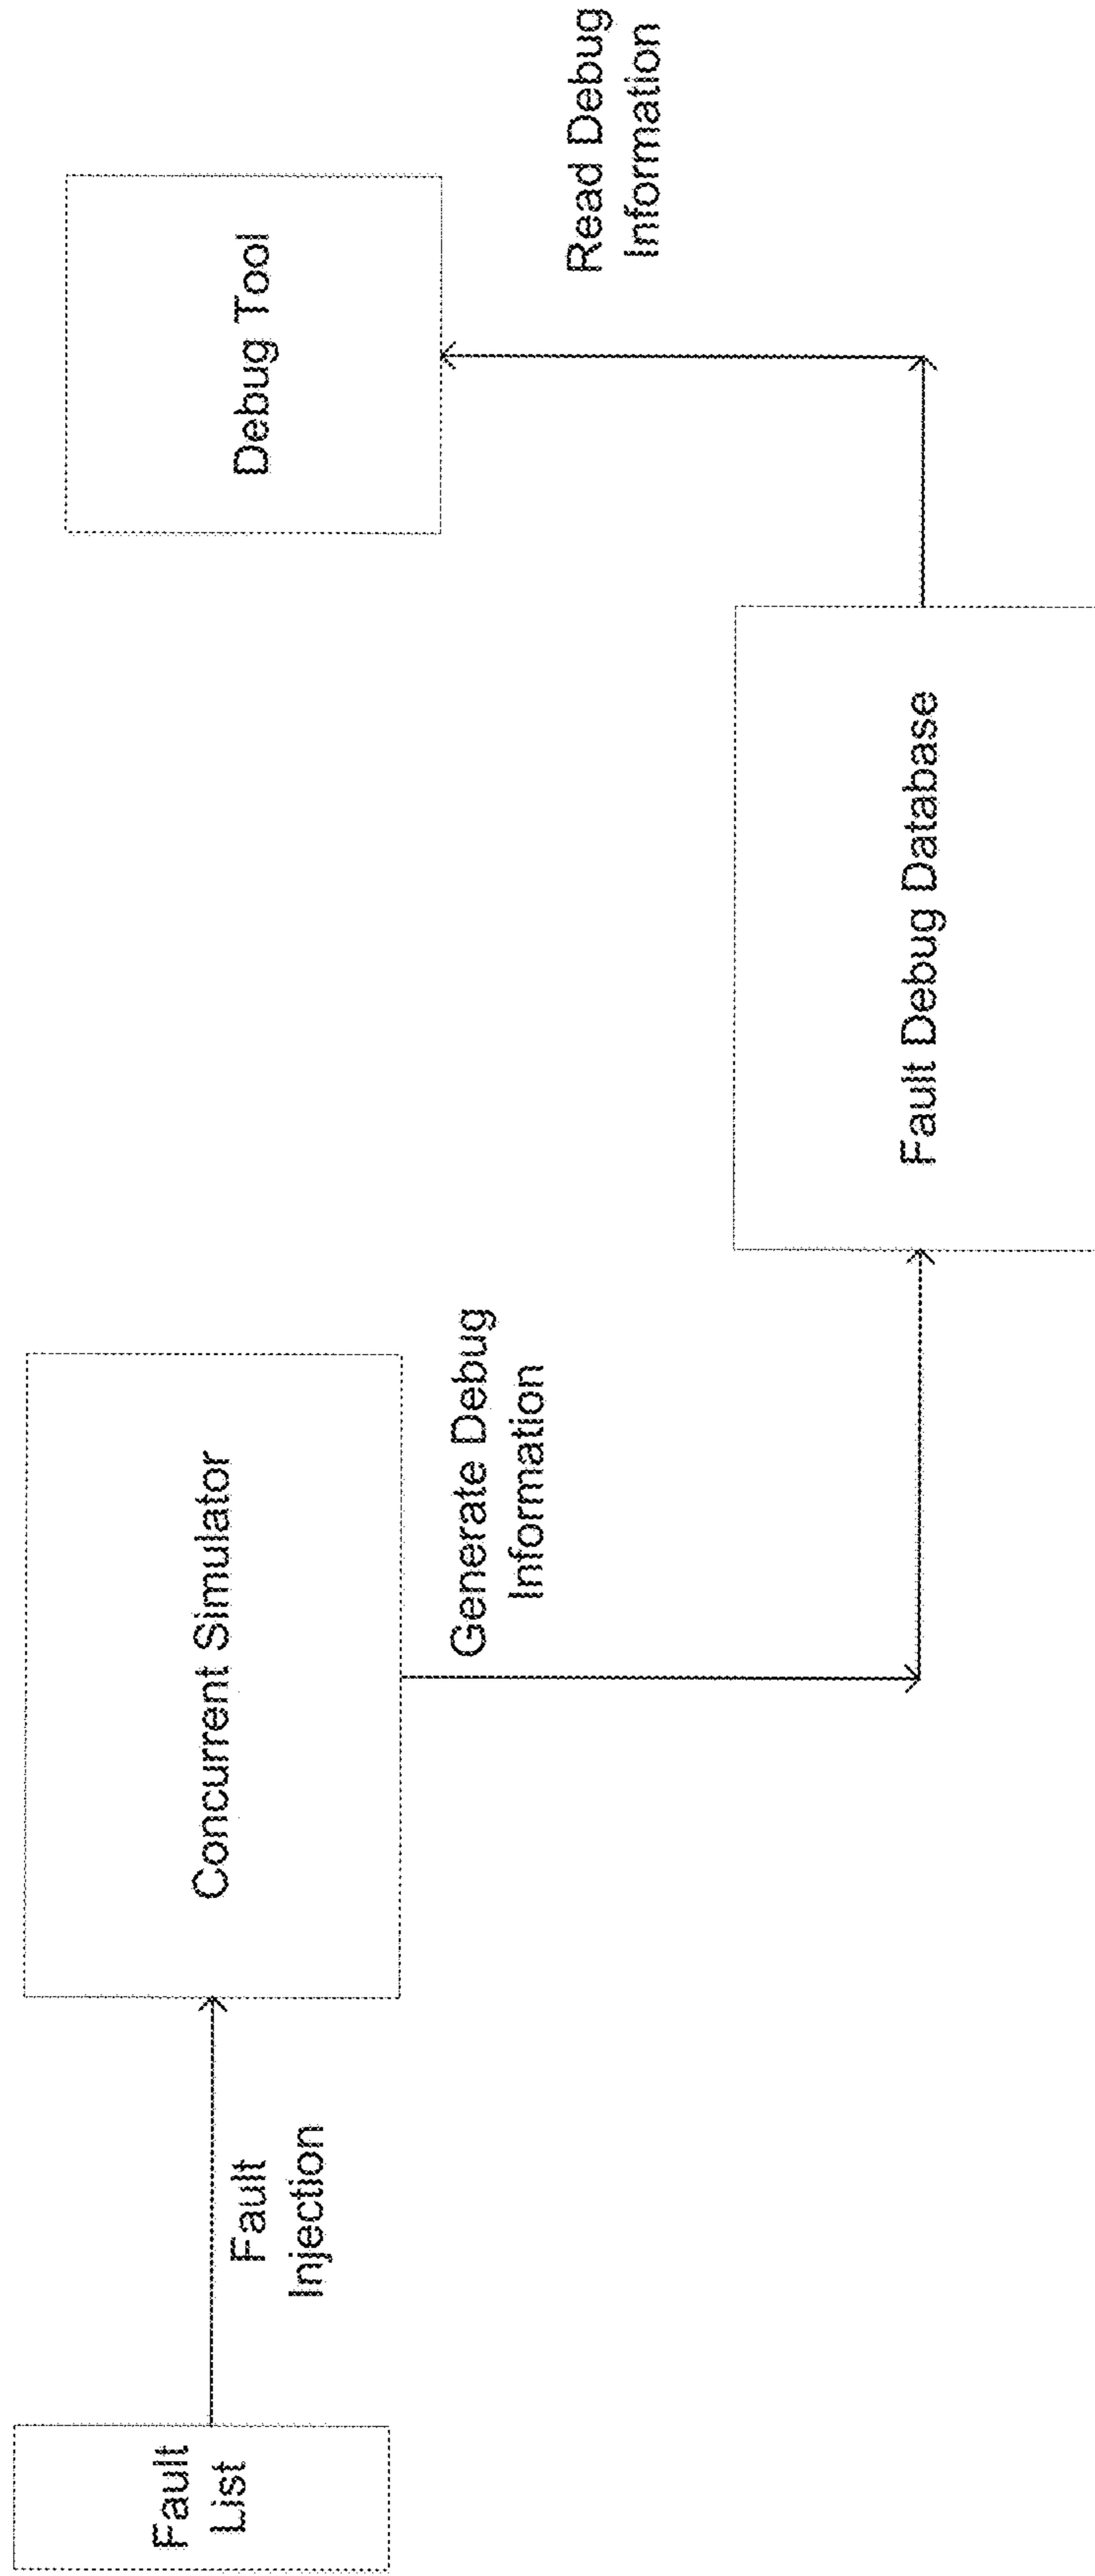 Fault
List
Fault
Injection
Concurrent Simulator
Generate Debug
Information
Fault Debug Database
Debug Tool
Read Debug
Information